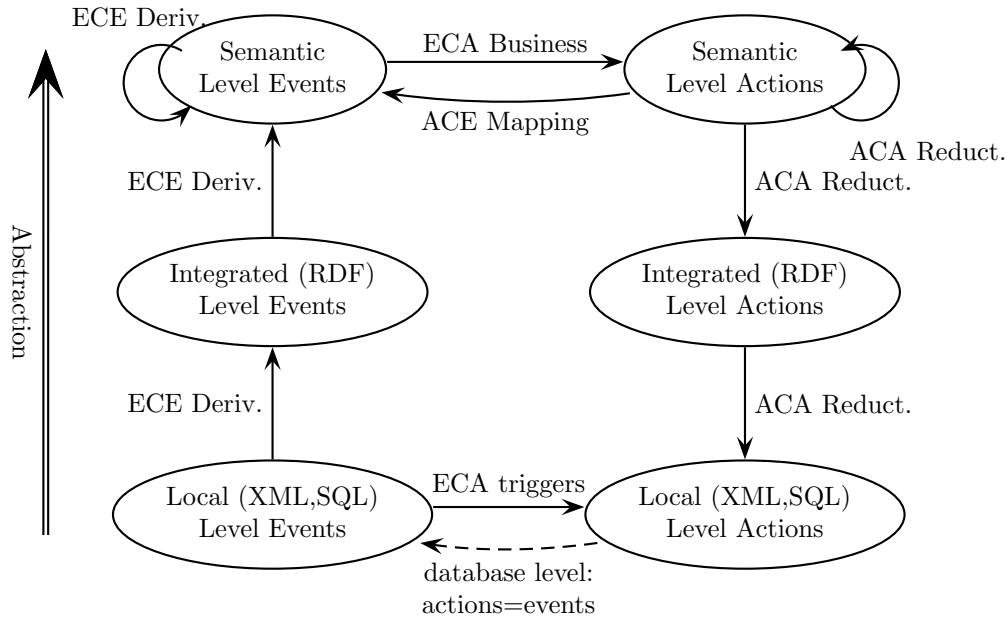 ECE Deriv.
Semantic
Level Events
ECA Business
Semantic
Level Actions
ACE Mapping
ACA Reduct.
ECE Deriv.
ACA Reduct.
Abstraction
Integrated (RDF)
Level Events
Integrated (RDF)
Level Actions
ECE Deriv.
ACA Reduct.
Local (XML,SQL)
Level Events
ECA triggers
Local (XML,SQL)
Level Actions
database level:
actions=events